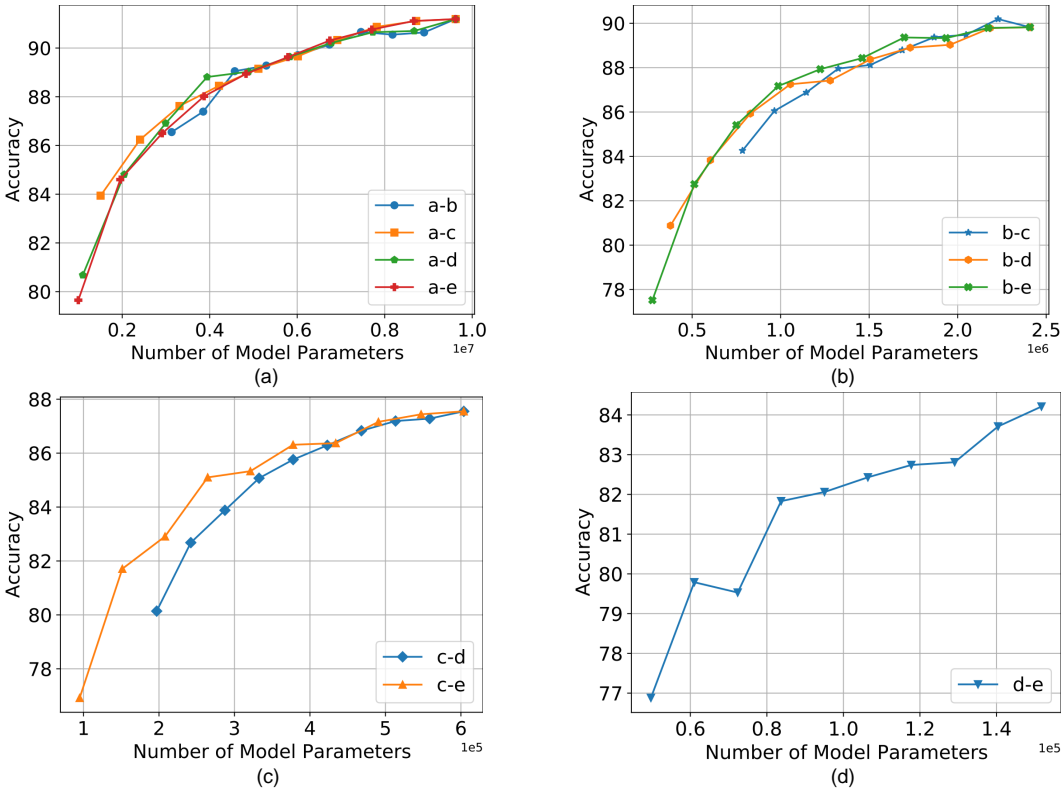 90
88
86
84
82
80
Accuracy
a-b
a-c
a-d
a-e
0.2
0.4
0.6
0.8
1.0
Number of Model Parameters
1e7
(a)
90
88
86
84
82
80
78
Accuracy
b-c
b-d
b-e
0.5
1.0
1.5
2.0
2.5
Number of Model Parameters
1e6
(b)
88
86
84
82
80
78
Accuracy
c-d
c-e
1
2
3
4
5
6
Number of Model Parameters
1e5
(c)
84
83
82
81
80
79
78
77
Accuracy
d-e
0.6
0.8
1.0
1.2
1.4
Number of Model Parameters
1e5
(d)